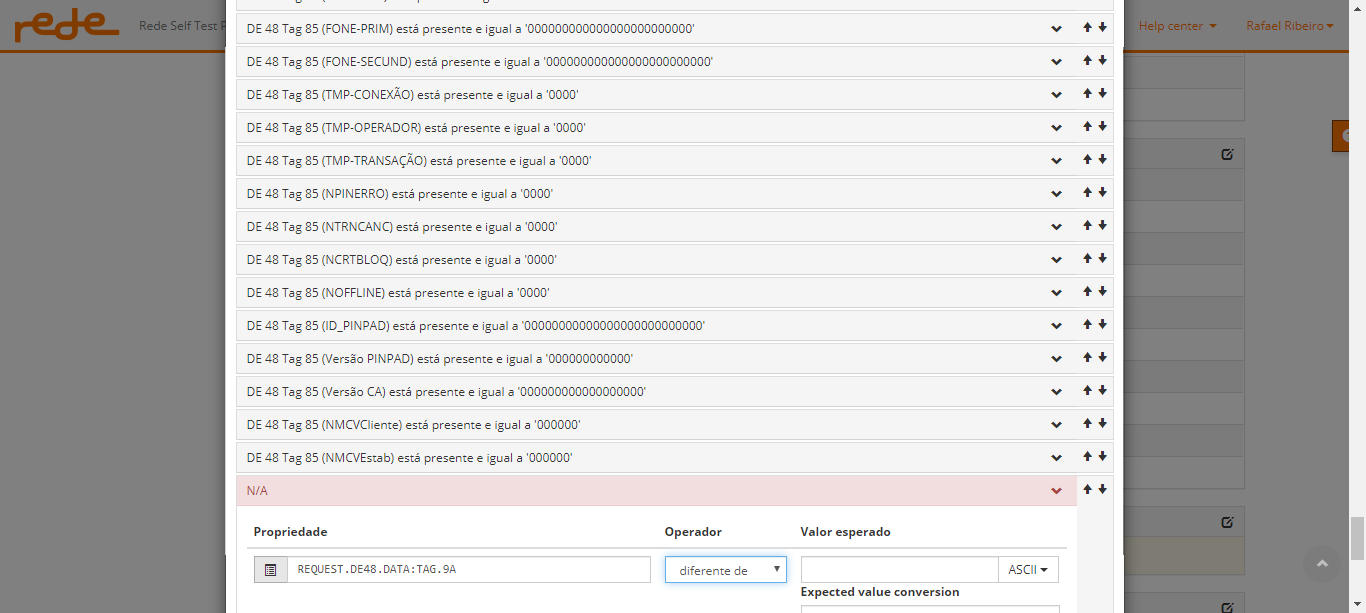 rede
Rede Self Test
Help center
Rafael Ribeiro
DE 48 Tag 85 (FONE-PRIM) está presente e igual a '000000000000000000000000'
DE 48 Tag 85 (FONE-SECUND) está presente e igual a '000000000000000000000000'
DE 48 Tag 85 (TMP-CONEXÃO) está presente e igual a '0000'
DE 48 Tag 85 (TMP-OPERADOR) está presente e igual a '0000'
DE 48 Tag 85 (TMP-TRANSAÇÃO) está presente e igual a '0000'
DE 48 Tag 85 (NPINERRO) está presente e igual a '0000'
DE 48 Tag 85 (NTRNCANC) está presente e igual a '0000'
DE 48 Tag 85 (NCRTBLOQ) está presente e igual a '0000'
DE 48 Tag 85 (NOFFLINE) está presente e igual a '0000'
DE 48 Tag 85 (ID_PINPAD) está presente e igual a '00000000000000000000000000'
DE 48 Tag 85 (Versão PINPAD) está presente e igual a '000000000000'
DE 48 Tag 85 (Versão CA) está presente e igual a '000000000000000000'
DE 48 Tag 85 (NMCVCliente) está presente e igual a '000000'
DE 48 Tag 85 (NMCVEstab) está presente e igual a '000000'
N/A
Propriedade Operador Valor esperado
REQUEST.DE48.DATA:TAG.9A diferente de ASCII
Expected value conversion